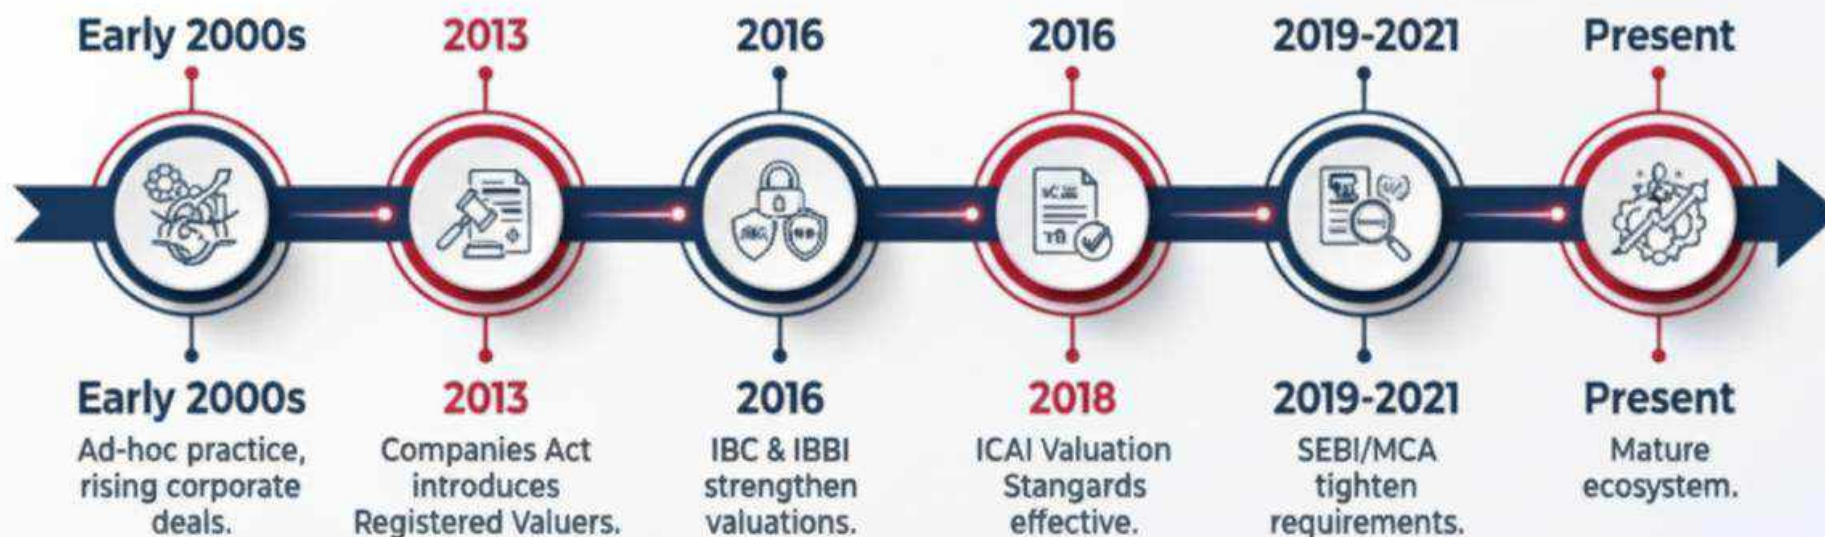 Early 2000s
2013
2016
2016
2019-2021
Present
Early 2000s
Ad-hoc practice,
rising corporate
deals.
2013
Companies Act
introduces
Registered Valuers.
2016
IBC & IBBI
strengthen
valuations.
2018
ICAI Valuation
Stangards
effective.
2019-2021
SEBI/MCA
tighten
requirements.
Present
Mature
ecosystem.